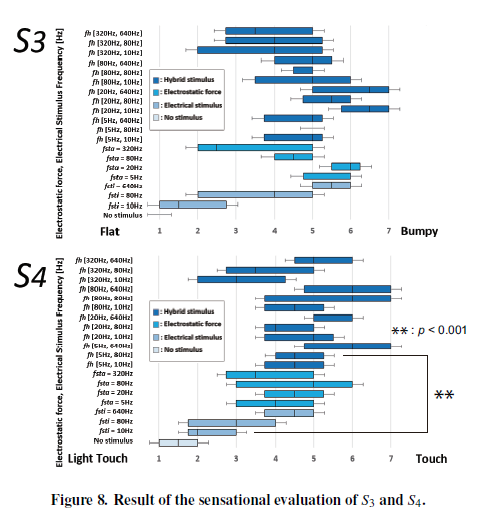 S3
Electrostatic force, Electrical Stimulus Frequency [Hz]
fh [320Hz, 640Hz]
fh [320Hz, 80Hz]
fh [320Hz, 10Hz]
fh [80Hz, 640Hz]
fh [80Hz, 80Hz]
fh [80Hz, 10Hz]
fh [20Hz, 640Hz]
fh [20Hz, 80Hz]
fh [20Hz, 10Hz]
fh [5Hz, 640Hz]
fh [5Hz, 80Hz]
fh [5Hz, 10Hz]
fsta = 320Hz
fsta = 80Hz
fsta = 20Hz
fsta = 5Hz
fsti = 640Hz
fsti = 80Hz
fsti = 10Hz
No stimulus
: Hybrid stimulus
: Electrostatic force
: Electrical stimulus
: No stimulus
1 2 3 4 5 6 7
Flat Bumpy
S4
Electrostatic force, Electrical Stimulus Frequency [Hz]
fh [320Hz, 640Hz]
fh [320Hz, 80Hz]
fh [320Hz, 10Hz]
fh [80Hz, 640Hz]
fh [80Hz, 80Hz]
fh [80Hz, 10Hz]
fh [20Hz, 640Hz]
fh [20Hz, 80Hz]
fh [20Hz, 10Hz]
fh [5Hz, 640Hz]
fh [5Hz, 80Hz]
fh [5Hz, 10Hz]
fsta = 320Hz
fsta = 80Hz
fsta = 20Hz
fsta = 5Hz
fsti = 640Hz
fsti = 80Hz
fsti = 10Hz
No stimulus
: Hybrid stimulus
: Electrostatic force
: Electrical stimulus
: No stimulus
** : p < 0.001
**
1 2 3 4 5 6 7
Light Touch Touch
Figure 8. Result of the sensational evaluation of S3 and S4.